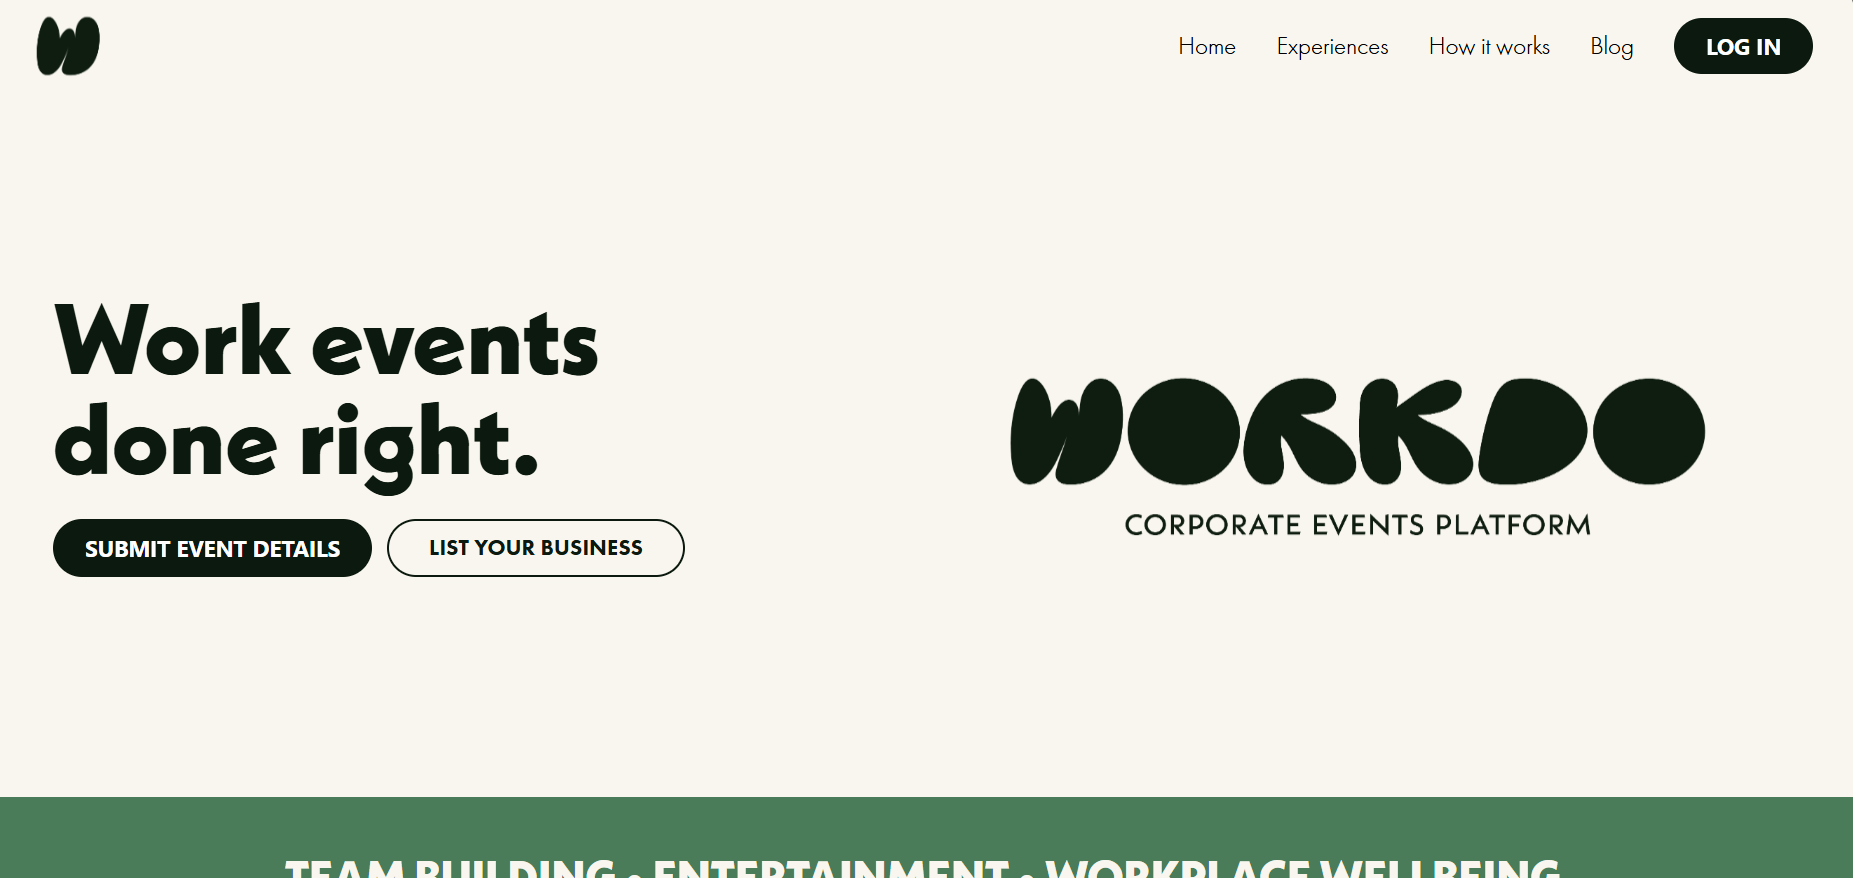 W
Home Experiences How it works Blog LOG IN
Work events
done right.
SUBMIT EVENT DETAILS LIST YOUR BUSINESS
WORKDO
CORPORATE EVENTS PLATFORM
TEAM BUILDING • ENTERTAINMENT • WORKPLACE WELLBEING